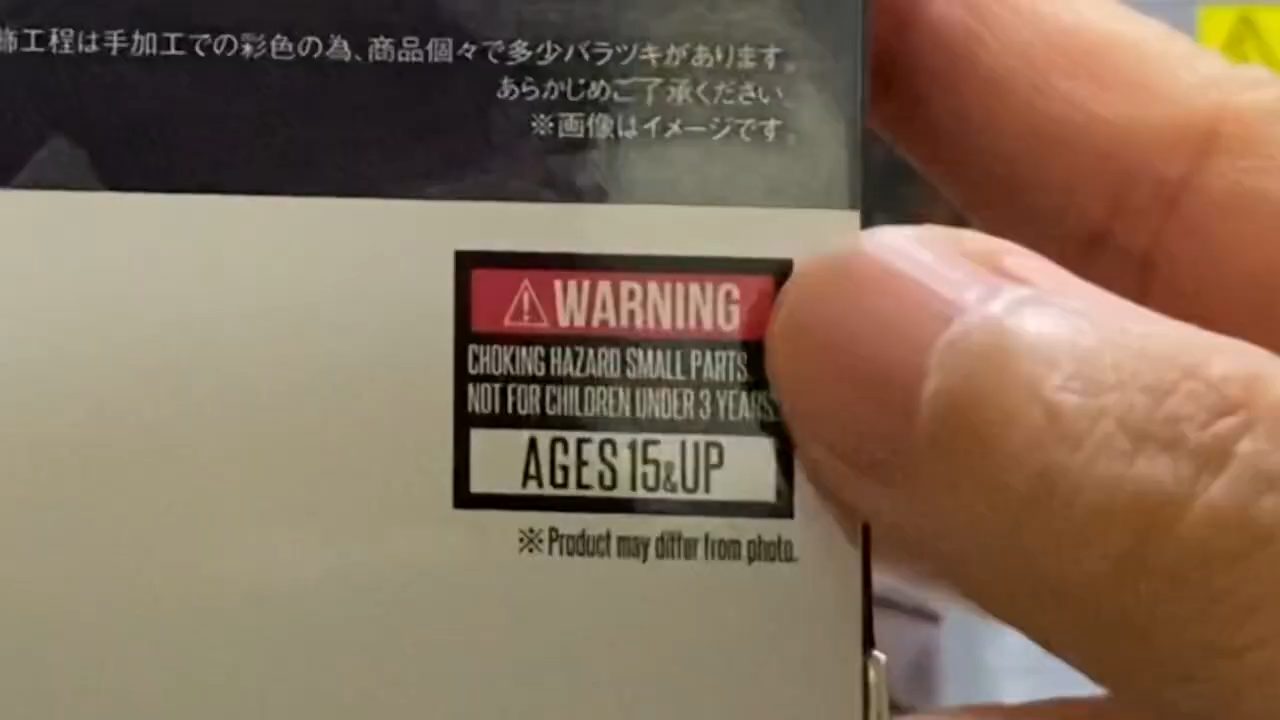 飾工程は手加工での彩色の為、商品個々で多少バラツキがあります。
あらかじめご了承ください。
※画像はイメージです。
⚠WARNING
CHOKING HAZARD SMALL PARTS.
NOT FOR CHILDREN UNDER 3 YEARS.
AGES 15&UP
※Product may differ from photo.